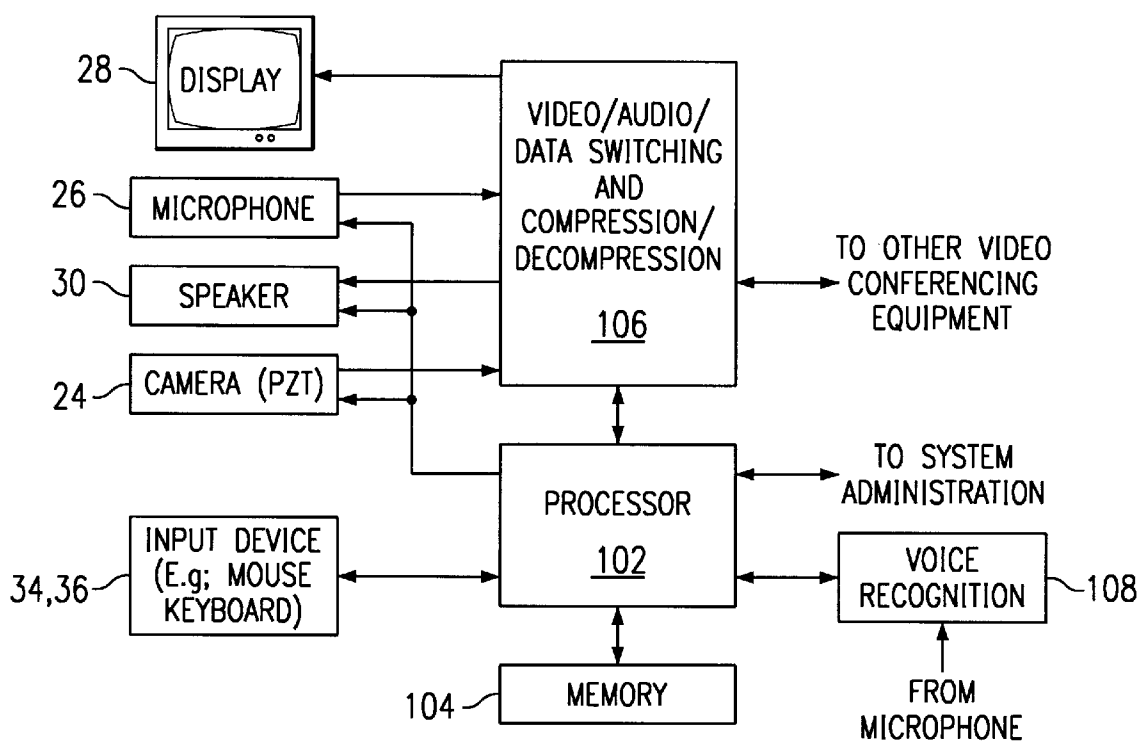 28
DISPLAY
VIDEO/AUDIO/
DATA SWITCHING
AND
COMPRESSION/
DECOMPRESSION
106
26
MICROPHONE
30
SPEAKER
24
CAMERA (PZT)
TO OTHER VIDEO
CONFERENCING
EQUIPMENT
PROCESSOR
102
TO SYSTEM
ADMINISTRATION
34,36
INPUT DEVICE
(E.g; MOUSE
KEYBOARD)
VOICE
RECOGNITION
108
104
MEMORY
FROM
MICROPHONE